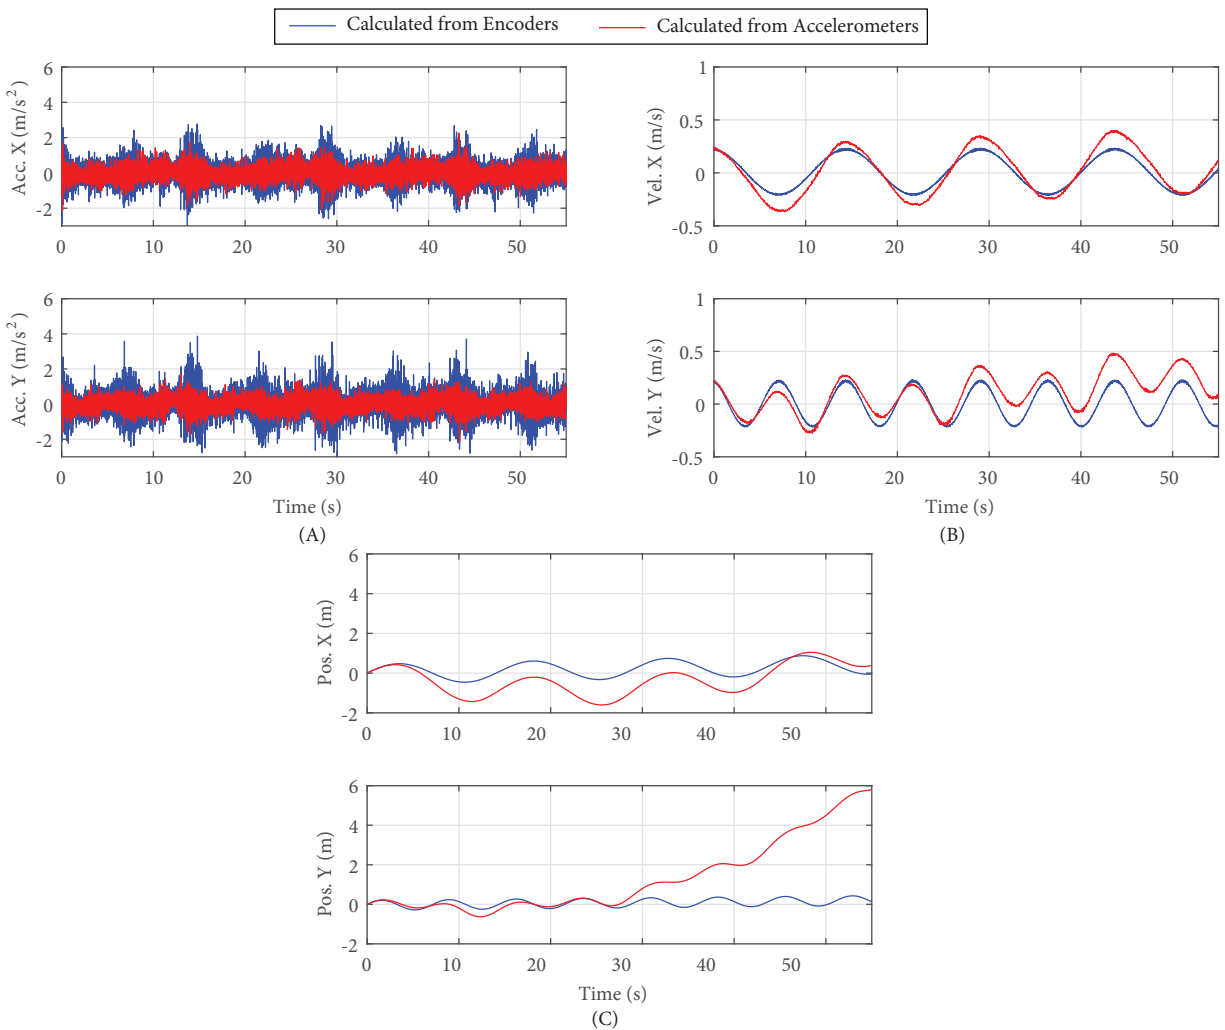 Calculated from Encoders Calculated from Accelerometers
Acc. X (m/s²)
6
4
2
0
-2
0 10 20 30 40 50
Vel. X (m/s)
1
0.5
0
-0.5
0 10 20 30 40 50
Acc. Y (m/s²)
6
4
2
0
-2
0 10 20 30 40 50
Time (s)
(A)
Vel. Y (m/s)
1
0.5
0
-0.5
0 10 20 30 40 50
Time (s)
(B)
Pos. X (m)
6
4
2
0
-2
0 10 20 30 40 50
Pos. Y (m)
6
4
2
0
-2
0 10 20 30 40 50
Time (s)
(C)